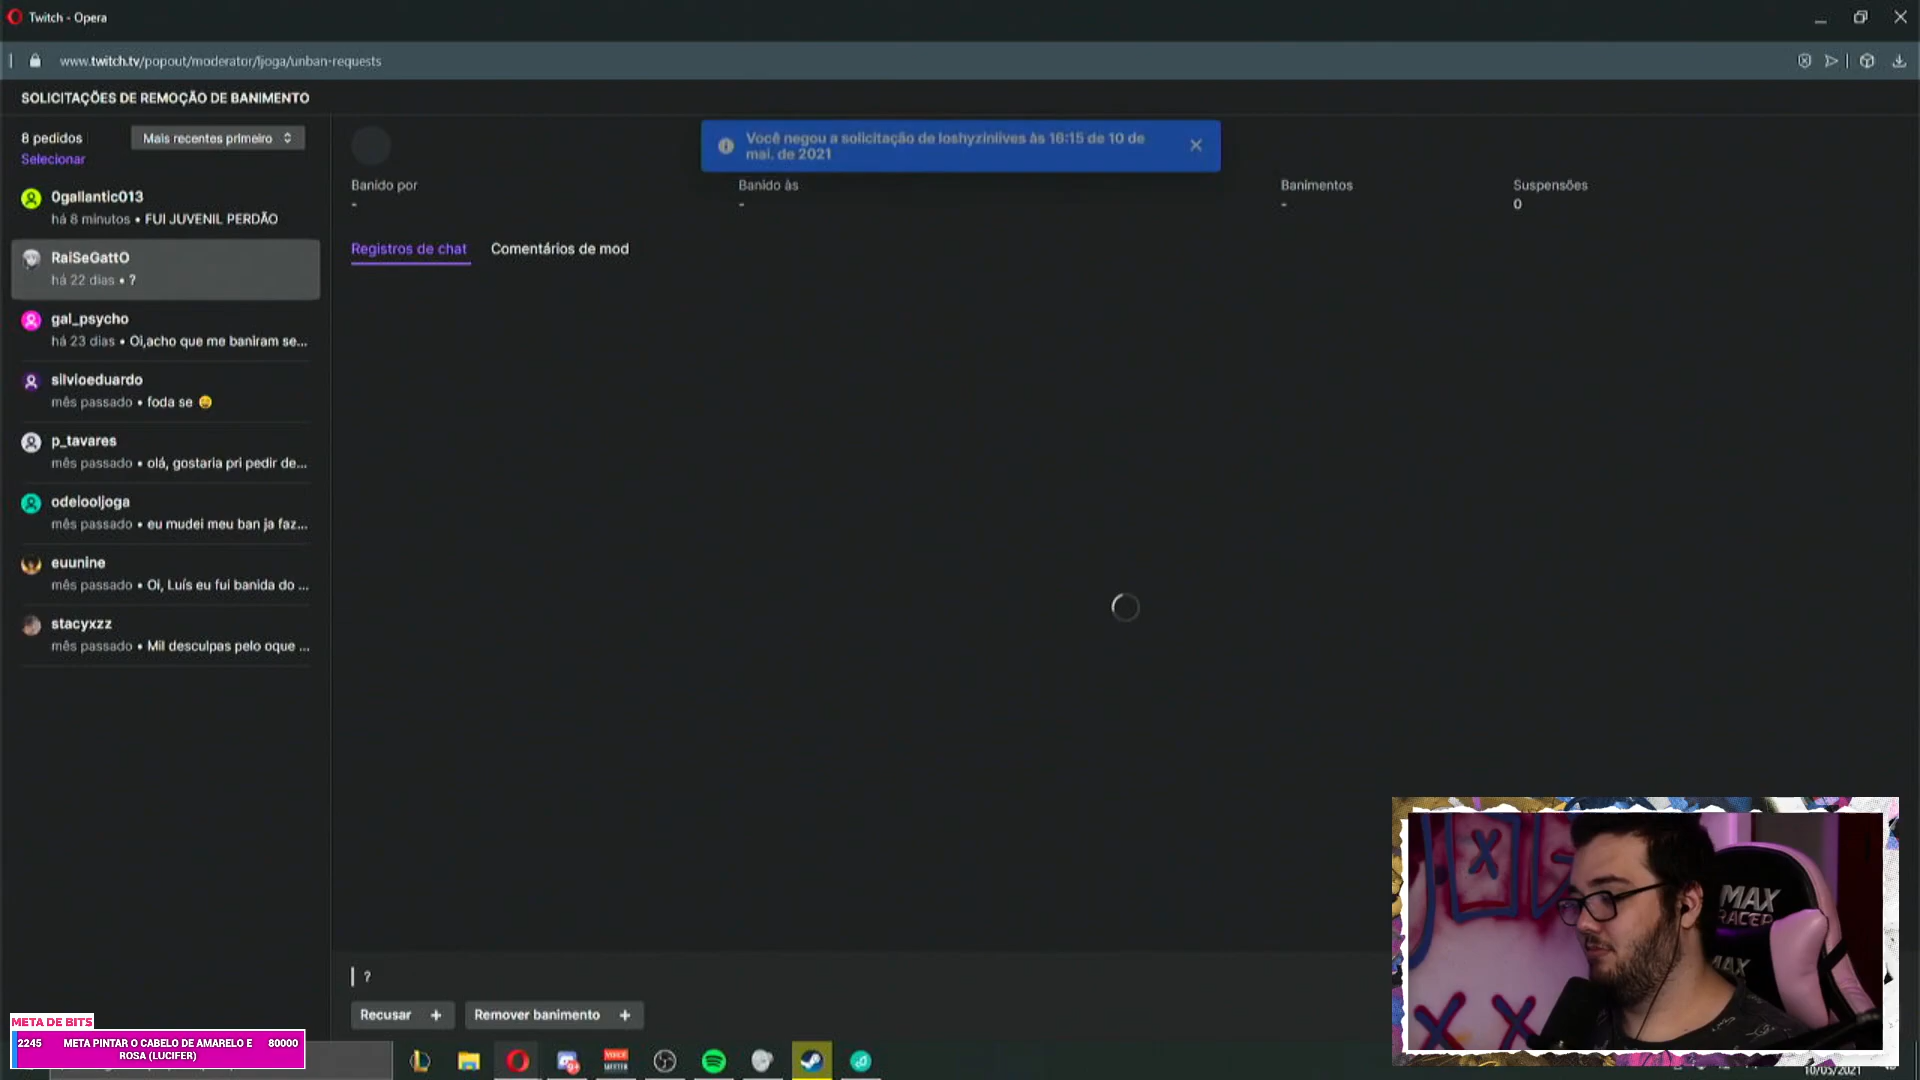 Twitch - Opera
www.twitch.tv/popout/moderator/ljoga/unban-requests
SOLICITAÇÕES DE REMOÇÃO DE BANIMENTO
8 pedidos
Mais recentes primeiro
Selecionar
0gallantic013
há 8 minutos • FUI JUVENIL PERDÃO
RaiSeGattO
há 22 dias • ?
gal_psycho
há 23 dias • Oi,acho que me baniram se...
silvioeduardo
mês passado • foda se 😄
p_tavares
mês passado • olá, gostaria pri pedir de...
odeiooljoga
mês passado • eu mudei meu ban ja faz...
euunine
mês passado • Oi, Luís eu fui banida do ...
stacyxzz
mês passado • Mil desculpas pelo oque ...
Você negou a solicitação de loshyzinlives às 16:15 de 10 de
mai. de 2021
Banido por
-
Banido às
-
Banimentos
-
Suspensões
0
Registros de chat
Comentários de mod
?
Recusar +
Remover banimento +
META DE BITS
2245
META PINTAR O CABELO DE AMARELO E
ROSA (LUCIFER)
80000
MAX
RACER
MAX
10/05/2021